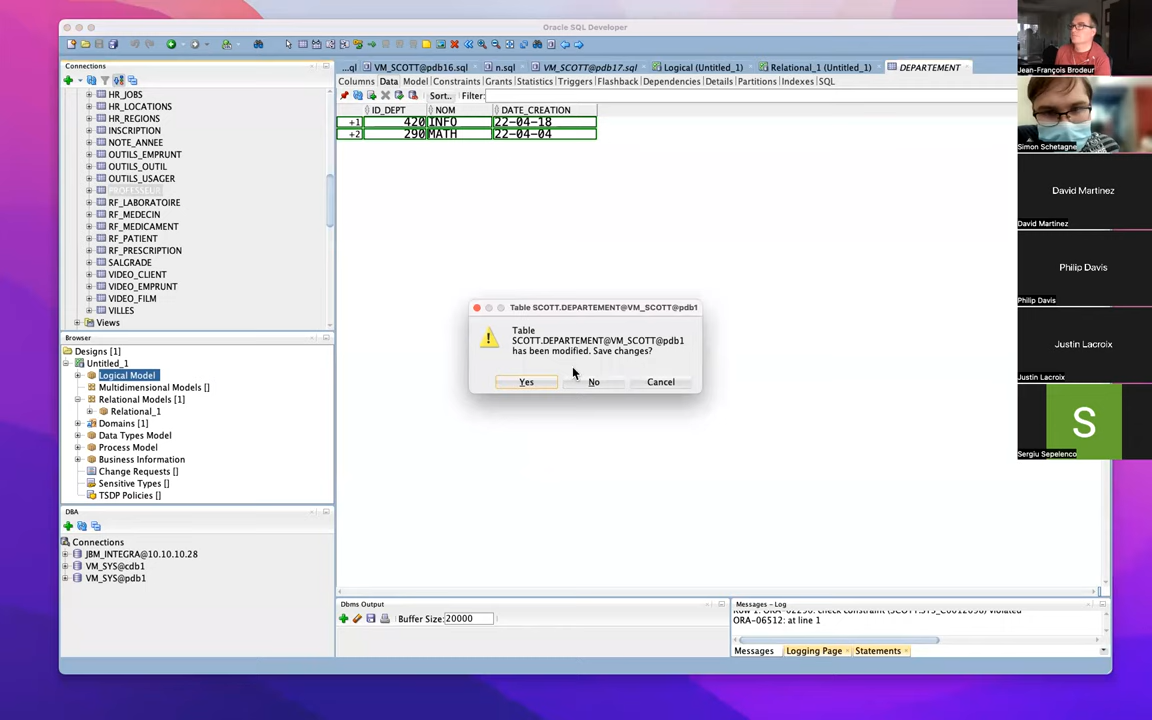 Oracle SQL Developer
Connections
HR_JOBS
HR_LOCATIONS
HR_REGIONS
INSCRIPTION
NOTE_ANNEE
OUTILS_EMPRUNT
OUTILS_OUTIL
OUTILS_USAGER
PROFESSEUR
RF_LABORATOIRE
RF_MEDECIN
RF_MEDICAMENT
RF_PATIENT
RF_PRESCRIPTION
SALGRADE
VIDEO_CLIENT
VIDEO_EMPRUNT
VIDEO_FILM
VILLES
Views
Browser
Designs [1]
Untitled_1
Logical Model
Multidimensional Models []
Relational Models [1]
Relational_1
Domains [1]
Data Types Model
Process Model
Business Information
Change Requests []
Sensitive Types []
TSDP Policies []
DBA
Connections
JBM_INTEGRA@10.10.10.28
VM_SYS@cdb1
VM_SYS@pdb1
...ql VM_SCOTT@pdb16.sql n.sql VM_SCOTT@pdb17.sql Logical (Untitled_1) Relational_1 (Untitled_1) DEPARTEMENT
Columns Data Model Constraints Grants Statistics Triggers Flashback Dependencies Details Partitions Indexes SQL
Sort.. Filter:
ID_DEPT NOM DATE_CREATION
+1 420 INFO 22-04-18
+2 290 MATH 22-04-04
Table SCOTT.DEPARTEMENT@VM_SCOTT@pdb1
Table
SCOTT.DEPARTEMENT@VM_SCOTT@pdb1
has been modified. Save changes?
Yes No Cancel
Dbms Output
Buffer Size: 20000
Messages - Log
ORA-06512: at line 1
Messages Logging Page Statements
Jean-François Brodeur
Simon Schetagne
David Martinez
David Martinez
Philip Davis
Philip Davis
Justin Lacroix
Justin Lacroix
S
Sergiu Sepelenco